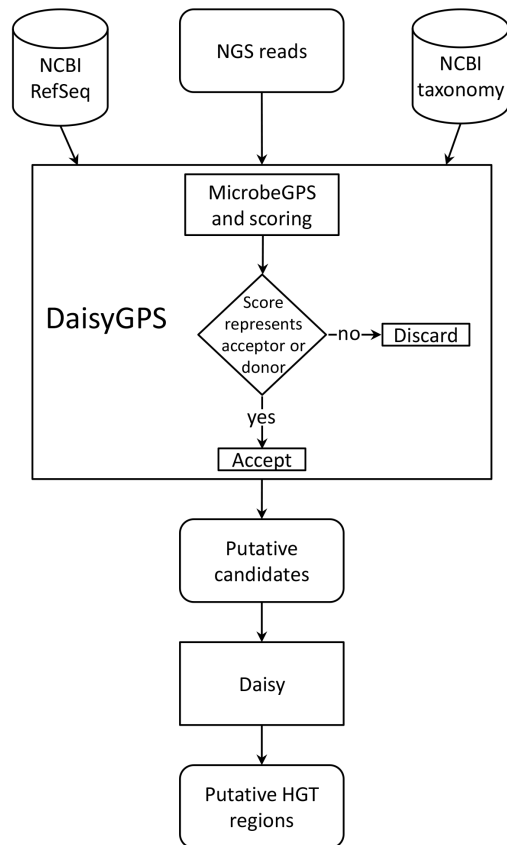 NCBI
RefSeq
NGS reads
NCBI
taxonomy
MicrobeGPS
and scoring
DaisyGPS
Score
represents
acceptor or
donor
no
Discard
yes
Accept
Putative
candidates
Daisy
Putative HGT
regions